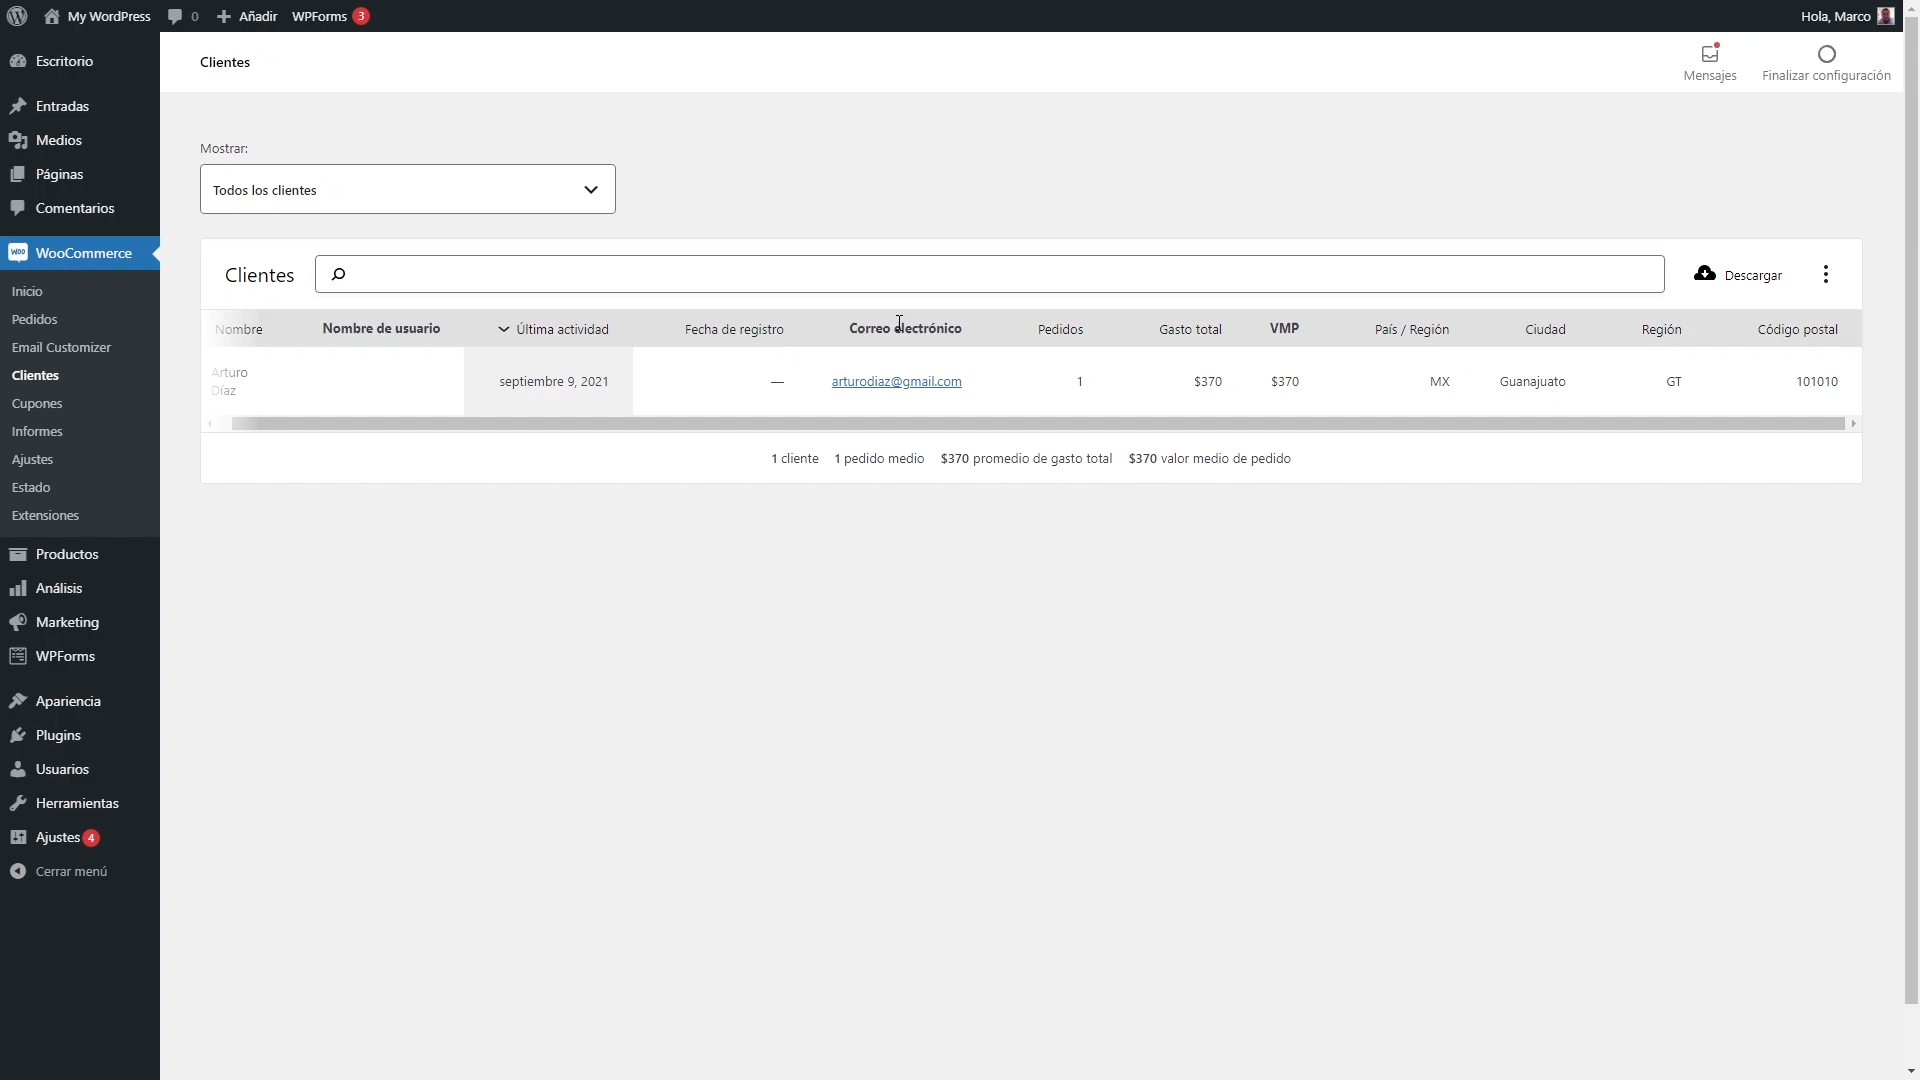 My WordPress 0 Añadir WPForms 3 Hola, Marco
Escritorio
Entradas
Medios
Páginas
Comentarios
woo WooCommerce
Inicio
Pedidos
Email Customizer
Clientes
Cupones
Informes
Ajustes
Estado
Extensiones
Productos
Análisis
Marketing
WPForms
Apariencia
Plugins
Usuarios
Herramientas
Ajustes 4
Cerrar menú
Clientes
Mensajes
Finalizar configuración
Mostrar:
Todos los clientes
Clientes
Descargar
Nombre Nombre de usuario Última actividad Fecha de registro Correo electrónico Pedidos Gasto total VMP País / Región Ciudad Región Código postal
Arturo
Díaz
septiembre 9, 2021 — arturodiaz@gmail.com 1 $370 $370 MX Guanajuato GT 101010
1 cliente 1 pedido medio $370 promedio de gasto total $370 valor medio de pedido